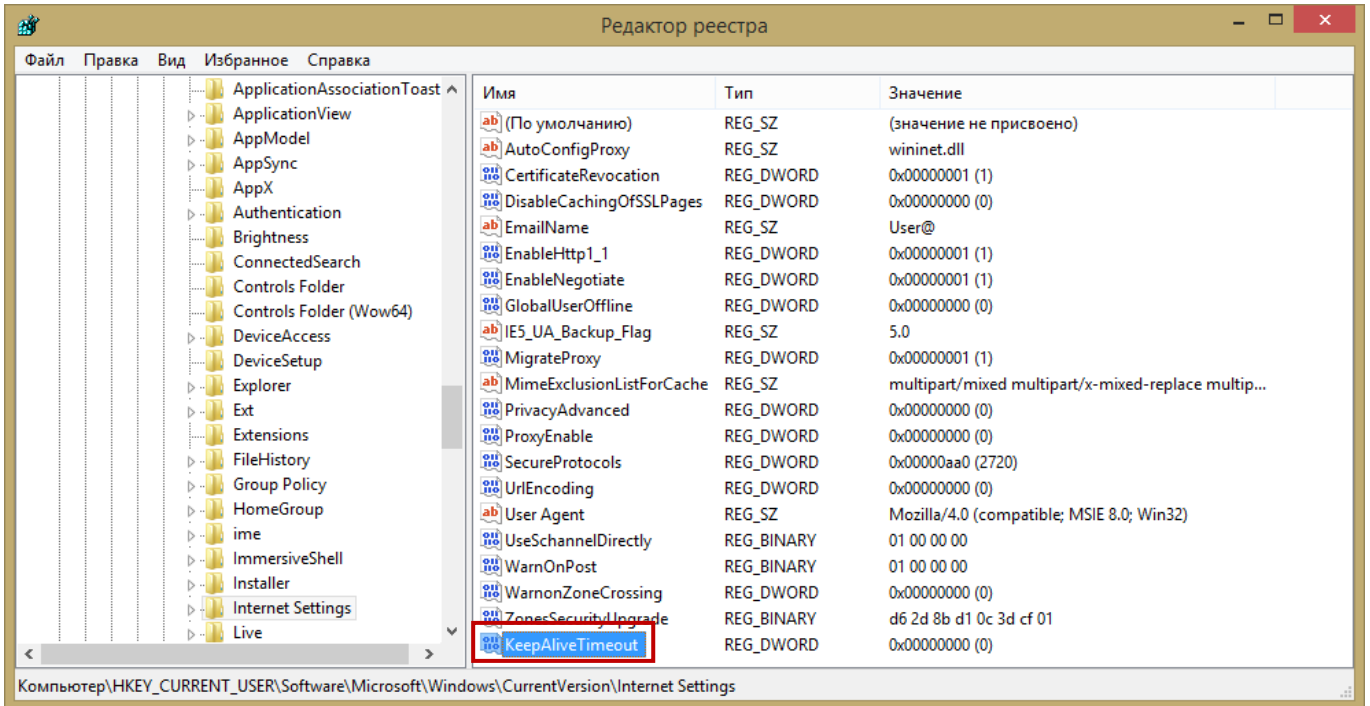 Редактор реестра
Файл Правка Вид Избранное Справка
ApplicationAssociationToast
ApplicationView
AppModel
AppSync
AppX
Authentication
Brightness
ConnectedSearch
Controls Folder
Controls Folder (Wow64)
DeviceAccess
DeviceSetup
Explorer
Ext
Extensions
FileHistory
Group Policy
HomeGroup
ime
ImmersiveShell
Installer
Internet Settings
Live
Имя Тип Значение
(По умолчанию) REG_SZ (значение не присвоено)
AutoConfigProxy REG_SZ wininet.dll
CertificateRevocation REG_DWORD 0x00000001 (1)
DisableCachingOfSSLPages REG_DWORD 0x00000000 (0)
EmailName REG_SZ User@
EnableHttp1_1 REG_DWORD 0x00000001 (1)
EnableNegotiate REG_DWORD 0x00000001 (1)
GlobalUserOffline REG_DWORD 0x00000000 (0)
IE5_UA_Backup_Flag REG_SZ 5.0
MigrateProxy REG_DWORD 0x00000001 (1)
MimeExclusionListForCache REG_SZ multipart/mixed multipart/x-mixed-replace multip...
PrivacyAdvanced REG_DWORD 0x00000000 (0)
ProxyEnable REG_DWORD 0x00000000 (0)
SecureProtocols REG_DWORD 0x00000aa0 (2720)
UrlEncoding REG_DWORD 0x00000000 (0)
User Agent REG_SZ Mozilla/4.0 (compatible; MSIE 8.0; Win32)
UseSchannelDirectly REG_BINARY 01 00 00 00
WarnOnPost REG_BINARY 01 00 00 00
WarnonZoneCrossing REG_DWORD 0x00000000 (0)
ZonesSecurityUpgrade REG_BINARY d6 2d 8b d1 0c 3d cf 01
KeepAliveTimeout REG_DWORD 0x00000000 (0)
Компьютер\HKEY_CURRENT_USER\Software\Microsoft\Windows\CurrentVersion\Internet Settings